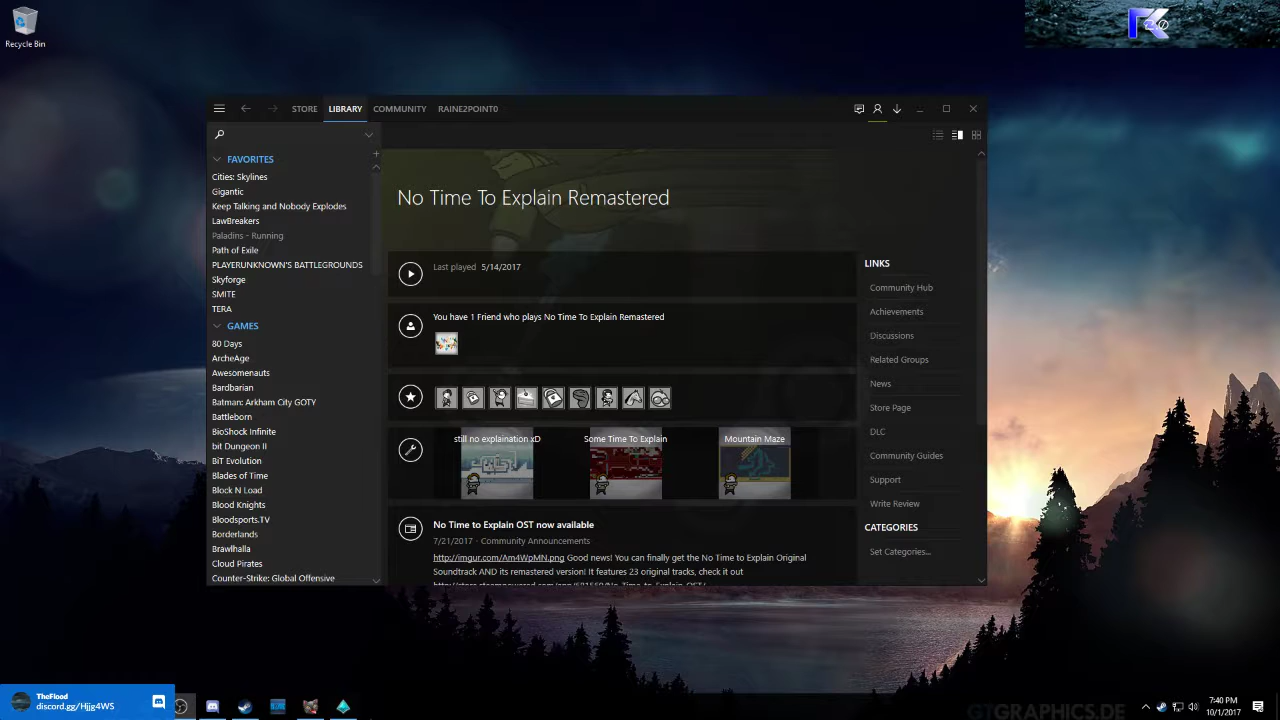 Recycle Bin
STORE
LIBRARY
COMMUNITY
RAINE2POINT0
FAVORITES
Cities: Skylines
Gigantic
Keep Talking and Nobody Explodes
LawBreakers
Paladins - Running
Path of Exile
PLAYERUNKNOWN'S BATTLEGROUNDS
Skyforge
SMITE
TERA
GAMES
80 Days
ArcheAge
Awesomenauts
Bardbarian
Batman: Arkham City GOTY
Battleborn
BioShock Infinite
bit Dungeon II
BiT Evolution
Blades of Time
Block N Load
Blood Knights
Bloodsports.TV
Borderlands
Brawlhalla
Cloud Pirates
Counter-Strike: Global Offensive
No Time To Explain Remastered
Last played 5/14/2017
You have 1 Friend who plays No Time To Explain Remastered
still no explaination xD
Some Time To Explain
Mountain Maze
No Time to Explain OST now available
7/21/2017 - Community Announcements
http://imgur.com/Am4WpMN.png Good news! You can finally get the No Time to Explain Original
Soundtrack AND its remastered version! It features 23 original tracks, check it out
LINKS
Community Hub
Achievements
Discussions
Related Groups
News
Store Page
DLC
Community Guides
Support
Write Review
CATEGORIES
Set Categories...
TheFlood
discord.gg/Hjjg4WS
GTGRAPHICS.DE
7:40 PM
10/1/2017